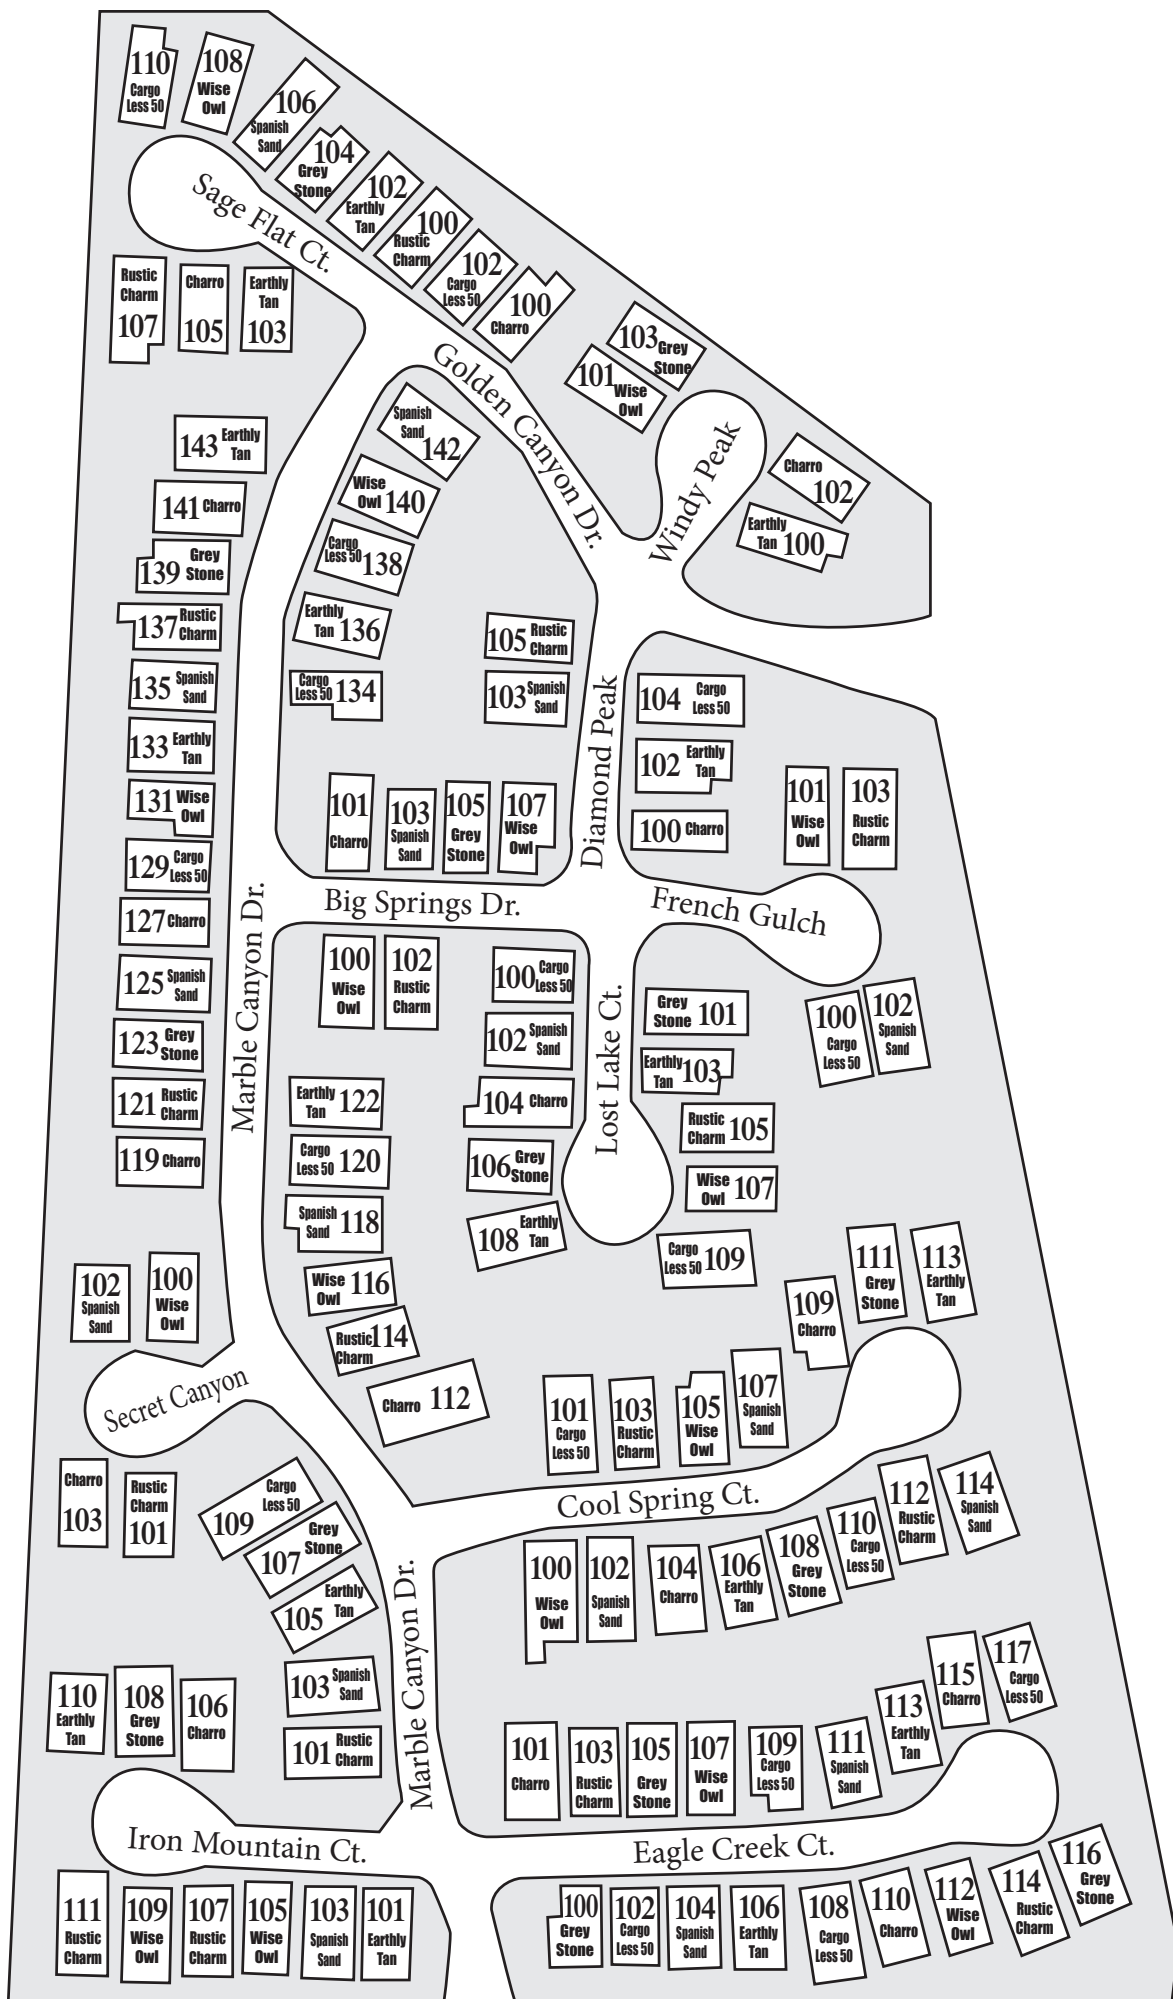 110
Cargo
Less 50
108
Wise
Owl
106
Spanish
Sand
104
Grey
Stone
102
Earthly
Tan
100
Rustic
Charm
102
Cargo
Less 50
100
Charro
Sage Flat Ct.
Rustic
Charm
107
Charro
105
Earthly
Tan
103
Golden Canyon Dr.
103 Grey
Stone
101 Wise
Owl
Windy Peak
Charro
102
Earthly
Tan 100
143 Earthly
Tan
141 Charro
139 Grey
Stone
137 Rustic
Charm
135 Spanish
Sand
133 Earthly
Tan
131 Wise
Owl
129 Cargo
Less 50
127 Charro
125 Spanish
Sand
123 Grey
Stone
121 Rustic
Charm
119 Charro
Spanish
Sand 142
Wise
Owl 140
Cargo
Less 50 138
Earthly
Tan 136
Cargo
Less 50 134
105 Rustic
Charm
103 Spanish
Sand
Diamond Peak
104 Cargo
Less 50
102 Earthly
Tan
100 Charro
101
Wise
Owl
103
Rustic
Charm
101
Charro
103
Spanish
Sand
105
Grey
Stone
107
Wise
Owl
Big Springs Dr.
French Gulch
Marble Canyon Dr.
100
Wise
Owl
102
Rustic
Charm
100 Cargo
Less 50
102 Spanish
Sand
104 Charro
106 Grey
Stone
108 Earthly
Tan
Lost Lake Ct.
Grey
Stone 101
Earthly
Tan 103
Rustic
Charm 105
Wise
Owl 107
Cargo
Less 50 109
100
Cargo
Less 50
102
Spanish
Sand
Earthly
Tan 122
Cargo
Less 50 120
Spanish
Sand 118
Wise
Owl 116
Rustic
Charm 114
Charro 112
102
Spanish
Sand
100
Wise
Owl
Secret Canyon
Charro
103
Rustic
Charm
101
101
Cargo
Less 50
103
Rustic
Charm
105
Wise
Owl
107
Spanish
Sand
109
Charro
111
Grey
Stone
113
Earthly
Tan
Cool Spring Ct.
100
Wise
Owl
102
Spanish
Sand
104
Charro
106
Earthly
Tan
108
Grey
Stone
110
Cargo
Less 50
112
Rustic
Charm
114
Spanish
Sand
109 Cargo
Less 50
107 Grey
Stone
105 Earthly
Tan
103 Spanish
Sand
101 Rustic
Charm
Marble Canyon Dr.
110
Earthly
Tan
108
Grey
Stone
106
Charro
Iron Mountain Ct.
111
Rustic
Charm
109
Wise
Owl
107
Rustic
Charm
105
Wise
Owl
103
Spanish
Sand
101
Earthly
Tan
101
Charro
103
Rustic
Charm
105
Grey
Stone
107
Wise
Owl
109
Cargo
Less 50
111
Spanish
Sand
113
Earthly
Tan
115
Charro
117
Cargo
Less 50
Eagle Creek Ct.
100
Grey
Stone
102
Cargo
Less 50
104
Spanish
Sand
106
Earthly
Tan
108
Cargo
Less 50
110
Charro
112
Wise
Owl
114
Rustic
Charm
116
Grey
Stone